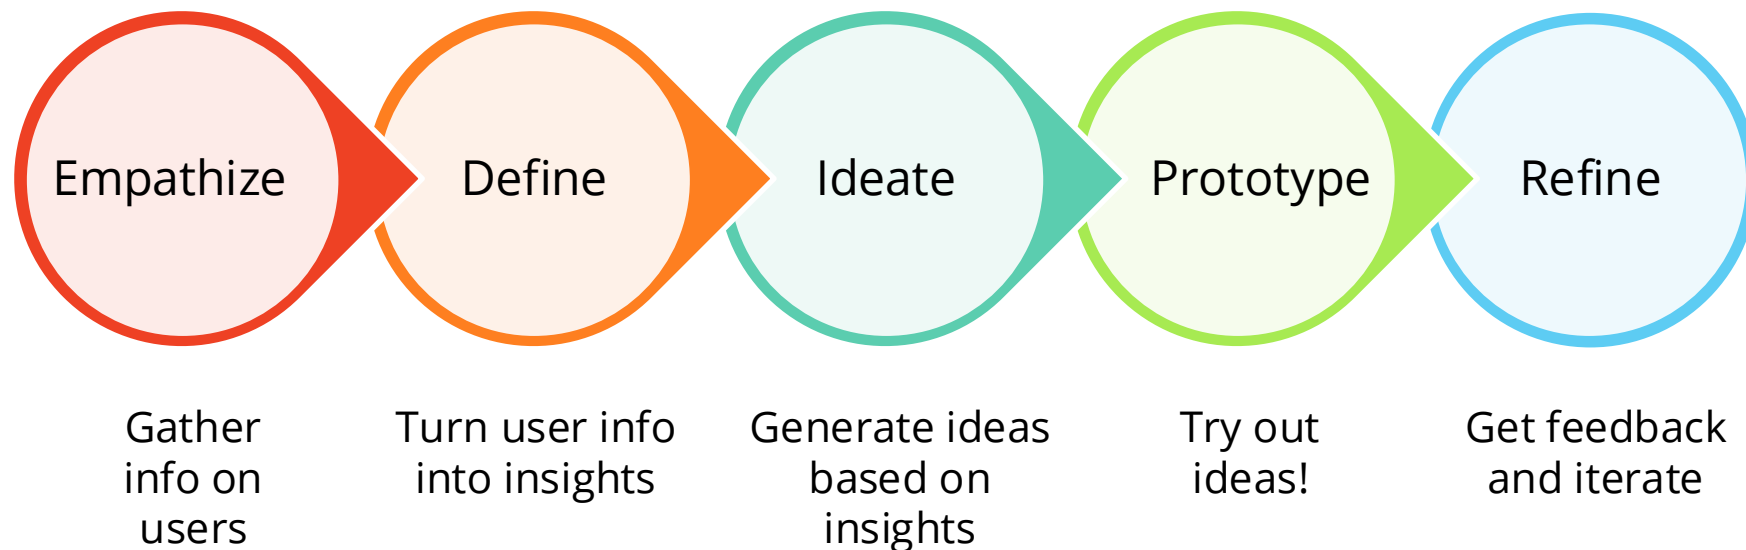 Empathize
Define
Ideate
Prototype
Refine
Gather
info on
users
Turn user info
into insights
Generate ideas
based on
insights
Try out
ideas!
Get feedback
and iterate